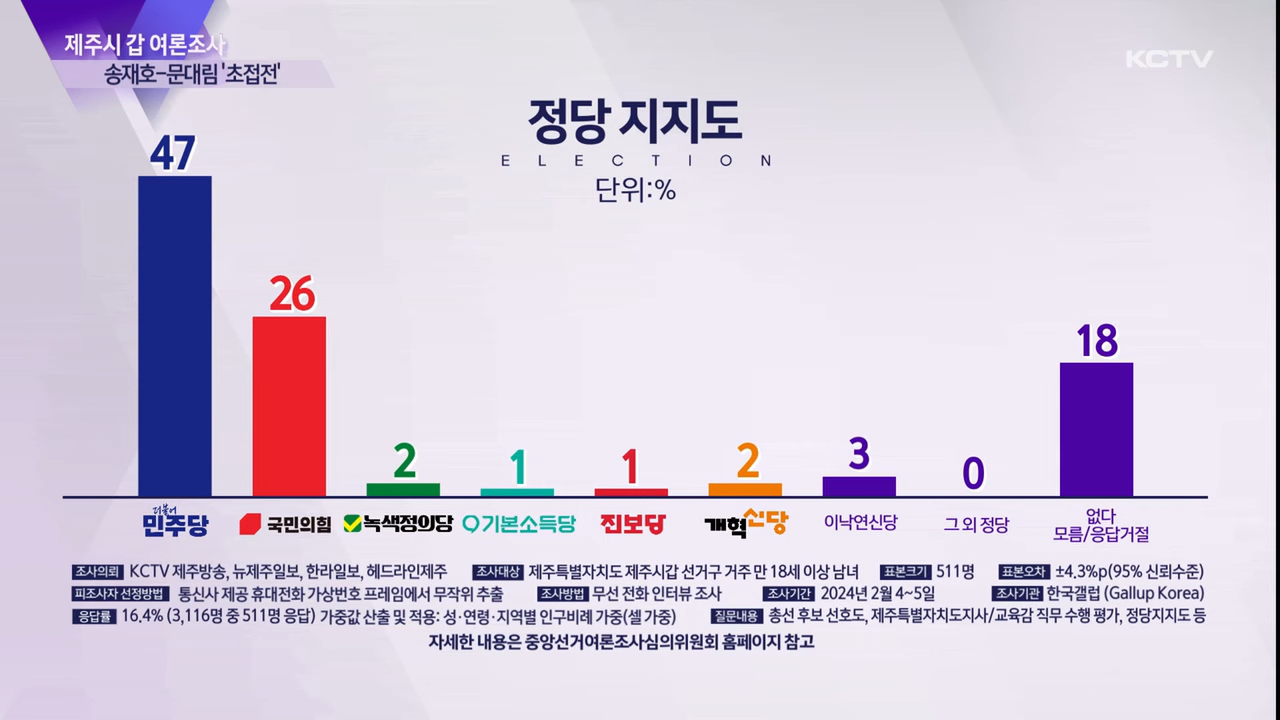 제주시 갑 여론조사
송재호-문대림 '초접전'
KCTV
정당 지지도
ELECTION
단위:%
47
26
2
1
1
2
3
0
18
더불어 민주당
국민의힘
녹색정의당
기본소득당
진보당
개혁신당
이낙연신당
그 외 정당
없다
모름/응답거절
조사의뢰 KCTV 제주방송, 뉴제주일보, 한라일보, 헤드라인제주 조사대상 제주특별자치도 제주시갑 선거구 거주 만 18세 이상 남녀 표본크기 511명 표본오차 ±4.3%p(95% 신뢰수준)
피조사자 선정방법 통신사 제공 휴대전화 가상번호 프레임에서 무작위 추출 조사방법 무선 전화 인터뷰 조사 조사기간 2024년 2월 4~5일 조사기관 한국갤럽 (Gallup Korea)
응답률 16.4% (3,116명 중 511명 응답) 가중값 산출 및 적용: 성·연령·지역별 인구비례 가중(셀 가중) 질문내용 총선 후보 선호도, 제주특별자치도지사/교육감 직무 수행 평가, 정당지지도 등
자세한 내용은 중앙선거여론조사심의위원회 홈페이지 참고